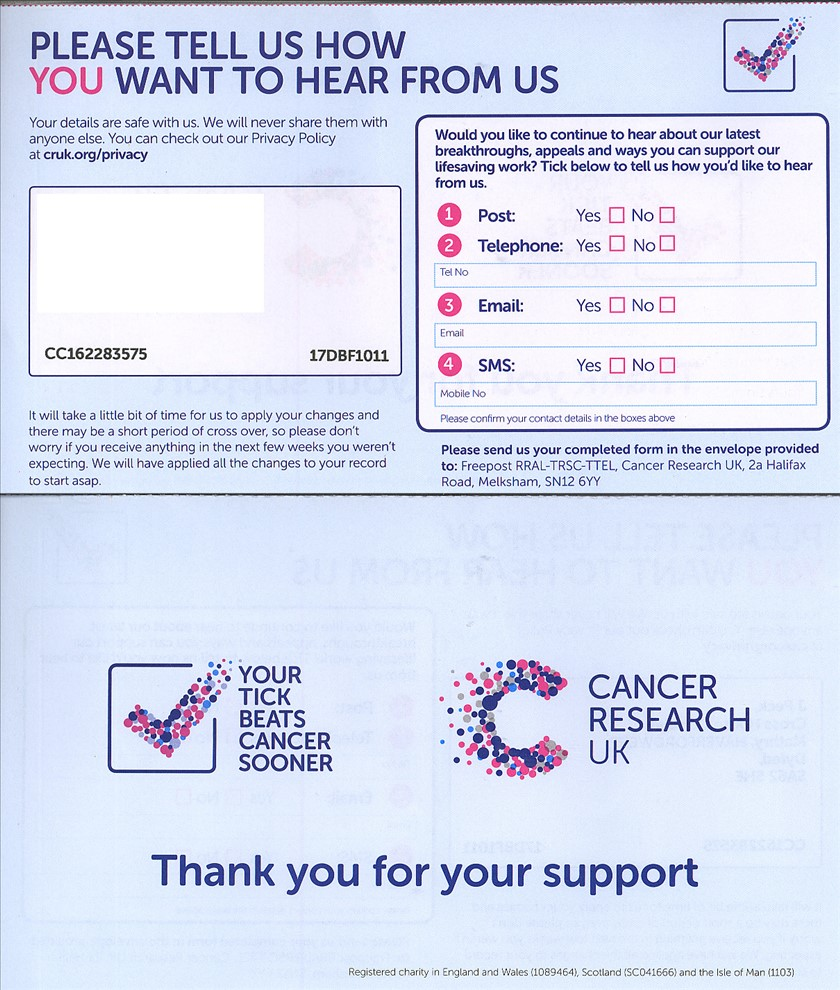 PLEASE TELL US HOW
YOU WANT TO HEAR FROM US
Your details are safe with us. We will never share them with
anyone else. You can check out our Privacy Policy
at cruk.org/privacy
CC162283575 17DBF1011
It will take a little bit of time for us to apply your changes and
there may be a short period of cross over, so please don't
worry if you receive anything in the next few weeks you weren't
expecting. We will have applied all the changes to your record
to start asap.
Would you like to continue to hear about our latest
breakthroughs, appeals and ways you can support our
lifesaving work? Tick below to tell us how you'd like to hear
from us.
1 Post: Yes No
2 Telephone: Yes No
Tel No
3 Email: Yes No
Email
4 SMS: Yes No
Mobile No
Please confirm your contact details in the boxes above
Please send us your completed form in the envelope provided
to: Freepost RRAL-TRSC-TTEL, Cancer Research UK, 2a Halifax
Road, Melksham, SN12 6YY
YOUR
TICK
BEATS
CANCER
SOONER
CANCER
RESEARCH
UK
Thank you for your support
Registered charity in England and Wales (1089464), Scotland (SC041666) and the Isle of Man (1103)